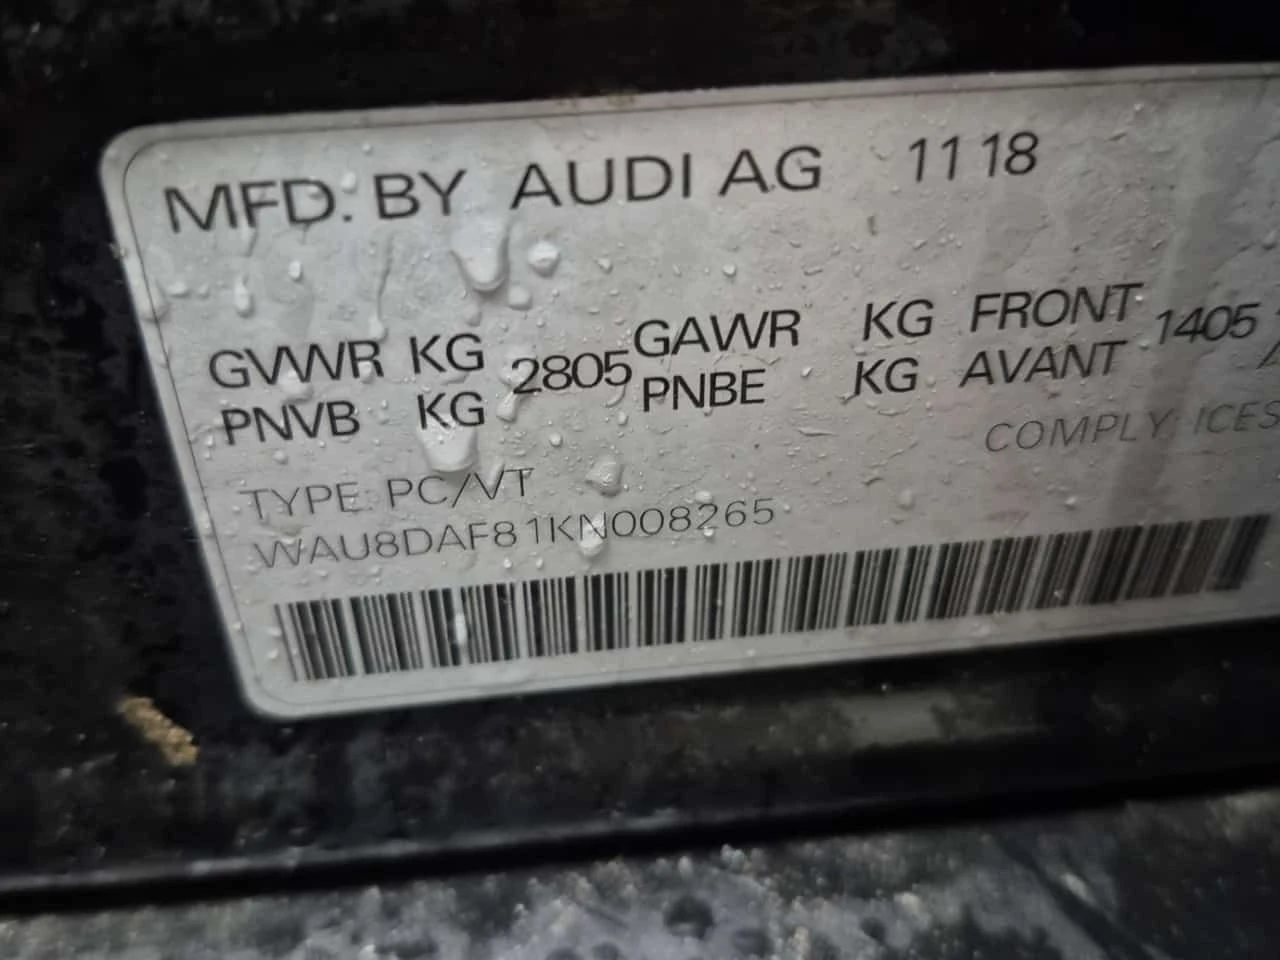 MFD. BY AUDI AG 11 18
GVWR KG 2805 GAWR KG FRONT 1405
PNVB KG PNBE KG AVANT
COMPLY ICES
TYPE: PC/VT
WAU8DAF81KN008265